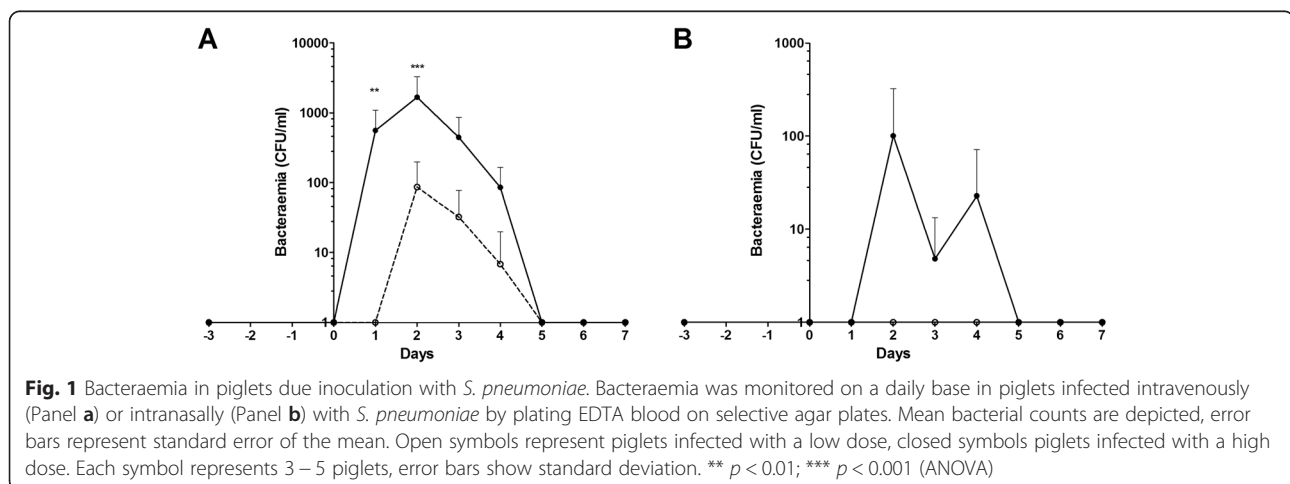 A
B
10000
1000
100
10
1
Bacteraemia (CFU/ml)
**
***
-3 -2 -1 0 1 2 3 4 5 6 7
Days
1000
100
10
1
Bacteraemia (CFU/ml)
-3 -2 -1 0 1 2 3 4 5 6 7
Days
Fig. 1 Bacteraemia in piglets due inoculation with S. pneumoniae. Bacteraemia was monitored on a daily base in piglets infected intravenously
(Panel a) or intranasally (Panel b) with S. pneumoniae by plating EDTA blood on selective agar plates. Mean bacterial counts are depicted, error
bars represent standard error of the mean. Open symbols represent piglets infected with a low dose, closed symbols piglets infected with a high
dose. Each symbol represents 3 – 5 piglets, error bars show standard deviation. ** p < 0.01; *** p < 0.001 (ANOVA)